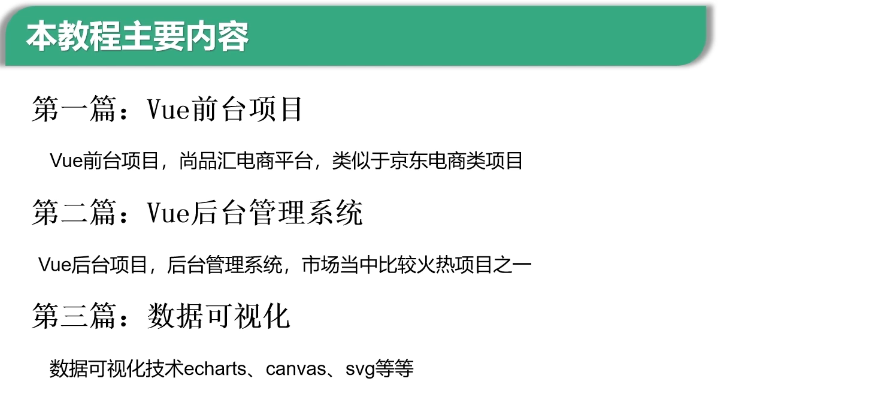 本教程主要内容
第一篇：Vue前台项目
Vue前台项目，尚品汇电商平台，类似于京东电商类项目
第二篇：Vue后台管理系统
Vue后台项目，后台管理系统，市场当中比较火热项目之一
第三篇：数据可视化
数据可视化技术echarts、canvas、svg等等